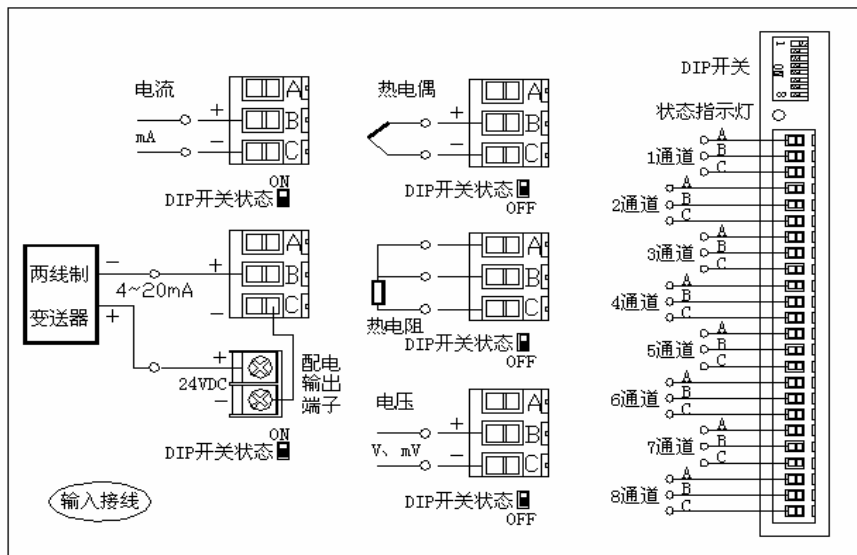 电流
+
mA
−
A
B
C
ON
DIP开关状态
热电偶
+
−
A
B
C
DIP开关状态
OFF
两线制
变送器
−
+
4~20mA
+
−
A
B
C
+
24VDC
−
配电
输出
端子
ON
DIP开关状态
热电阻
A
B
C
DIP开关状态
OFF
电压
+
V、mV
−
A
B
C
DIP开关状态
OFF
输入接线
DIP开关
1
ON
8
状态指示灯
1通道
A
B
C
2通道
A
B
C
3通道
A
B
C
4通道
A
B
C
5通道
A
B
C
6通道
A
B
C
7通道
A
B
C
8通道
A
B
C